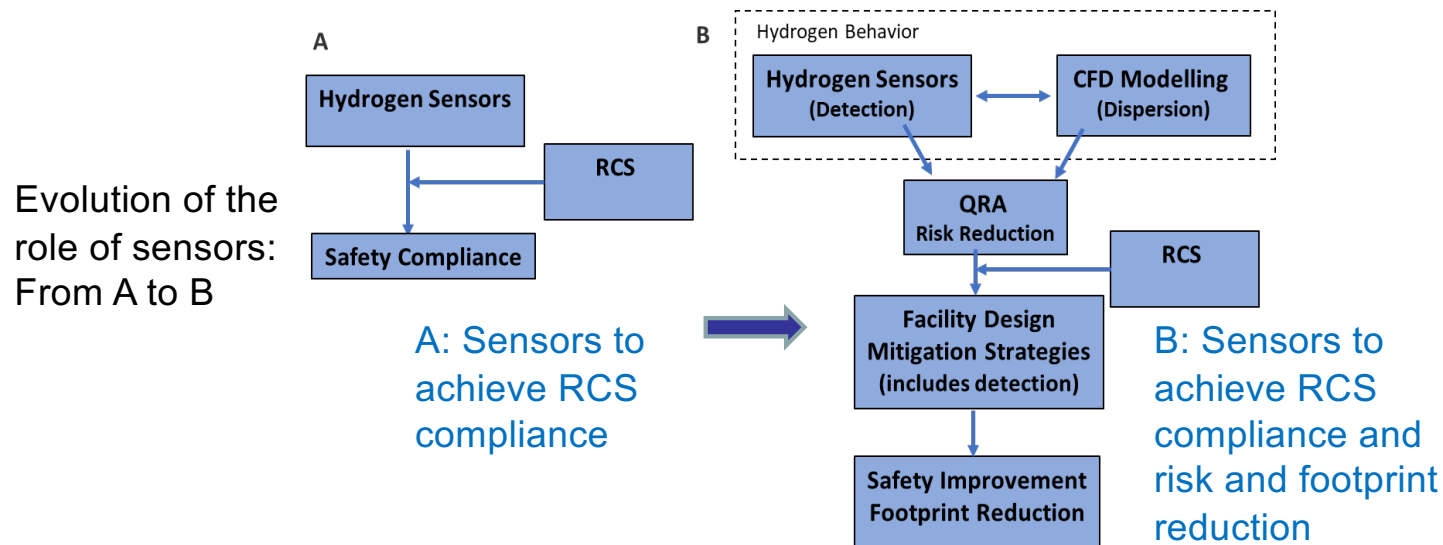 Evolution of the
role of sensors:
From A to B
A
Hydrogen Sensors
RCS
Safety Compliance
A: Sensors to
achieve RCS
compliance
B
Hydrogen Behavior
Hydrogen Sensors
(Detection)
CFD Modelling
(Dispersion)
QRA
Risk Reduction
RCS
Facility Design
Mitigation Strategies
(includes detection)
Safety Improvement
Footprint Reduction
B: Sensors to
achieve RCS
compliance and
risk and footprint
reduction